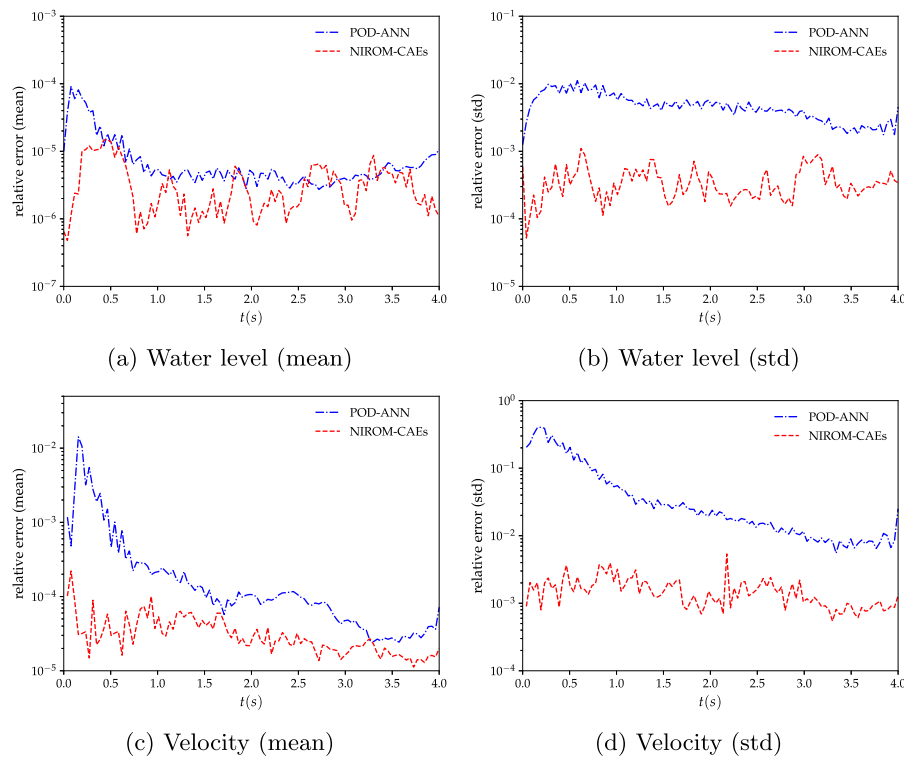 10⁻³
10⁻⁴
10⁻⁵
10⁻⁶
10⁻⁷
relative error (mean)
POD-ANN
NIROM-CAEs
0.0 0.5 1.0 1.5 2.0 2.5 3.0 3.5 4.0
t(s)
(a) Water level (mean)
10⁻¹
10⁻²
10⁻³
10⁻⁴
10⁻⁵
relative error (std)
POD-ANN
NIROM-CAEs
0.0 0.5 1.0 1.5 2.0 2.5 3.0 3.5 4.0
t(s)
(b) Water level (std)
10⁻²
10⁻³
10⁻⁴
10⁻⁵
relative error (mean)
POD-ANN
NIROM-CAEs
0.0 0.5 1.0 1.5 2.0 2.5 3.0 3.5 4.0
t(s)
(c) Velocity (mean)
10⁰
10⁻¹
10⁻²
10⁻³
10⁻⁴
relative error (std)
POD-ANN
NIROM-CAEs
0.0 0.5 1.0 1.5 2.0 2.5 3.0 3.5 4.0
t(s)
(d) Velocity (std)